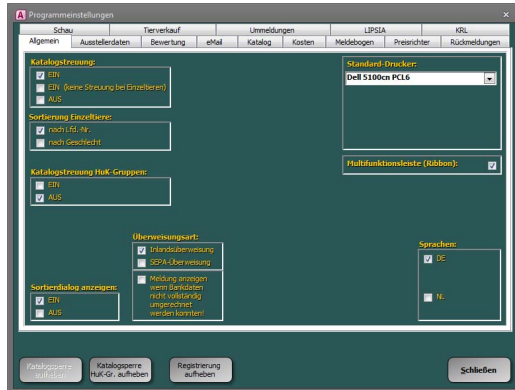 Programmeinstellungen
Schau Tierverkauf Ummeldungen LIPSIA KRL
Allgemein Ausstellerdaten Bewertung eMail Katalog Kosten Meldebogen Preisrichter Rückmeldungen
Katalogstreuung:
EIN
EIN (keine Streuung bei Einzeltieren)
AUS
Sortierung Einzeltiere:
nach Lfd.-Nr.
nach Geschlecht
Katalogstreuung HuK-Gruppen:
EIN
AUS
Standard-Drucker:
Dell 5100cn PCL6
Multifunktionsleiste (Ribbon):
Überweisungsart:
Inlandsüberweisung
SEPA-Überweisung
Meldung anzeigen
wenn Bankdaten
nicht vollständig
umgerechnet
werden konnten!
Sprachen:
DE
NL
Sortierdialog anzeigen:
EIN
AUS
Katalogsperre
aufheben
Katalogsperre
HuK-Gr. aufheben
Registrierung
aufheben
Schließen